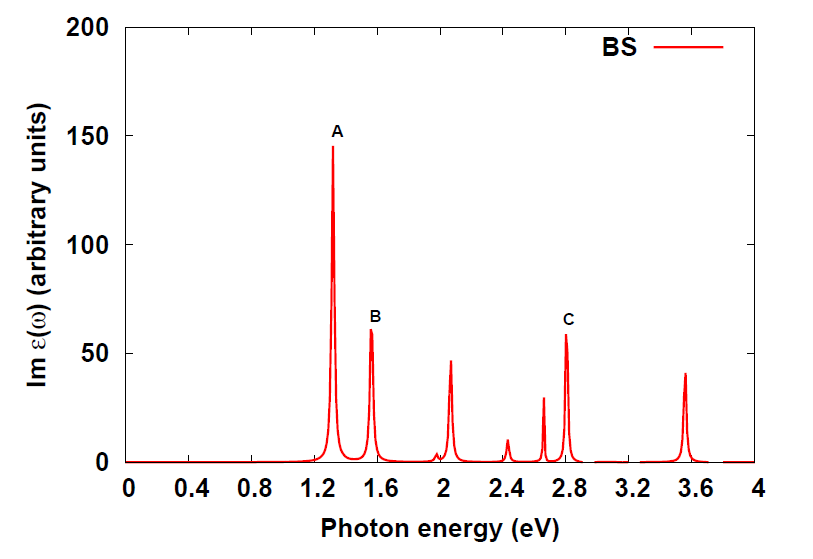 200
BS
150
A
100
B
C
50
0
Im ε(ω) (arbitrary units)
0 0.4 0.8 1.2 1.6 2 2.4 2.8 3.2 3.6 4
Photon energy (eV)